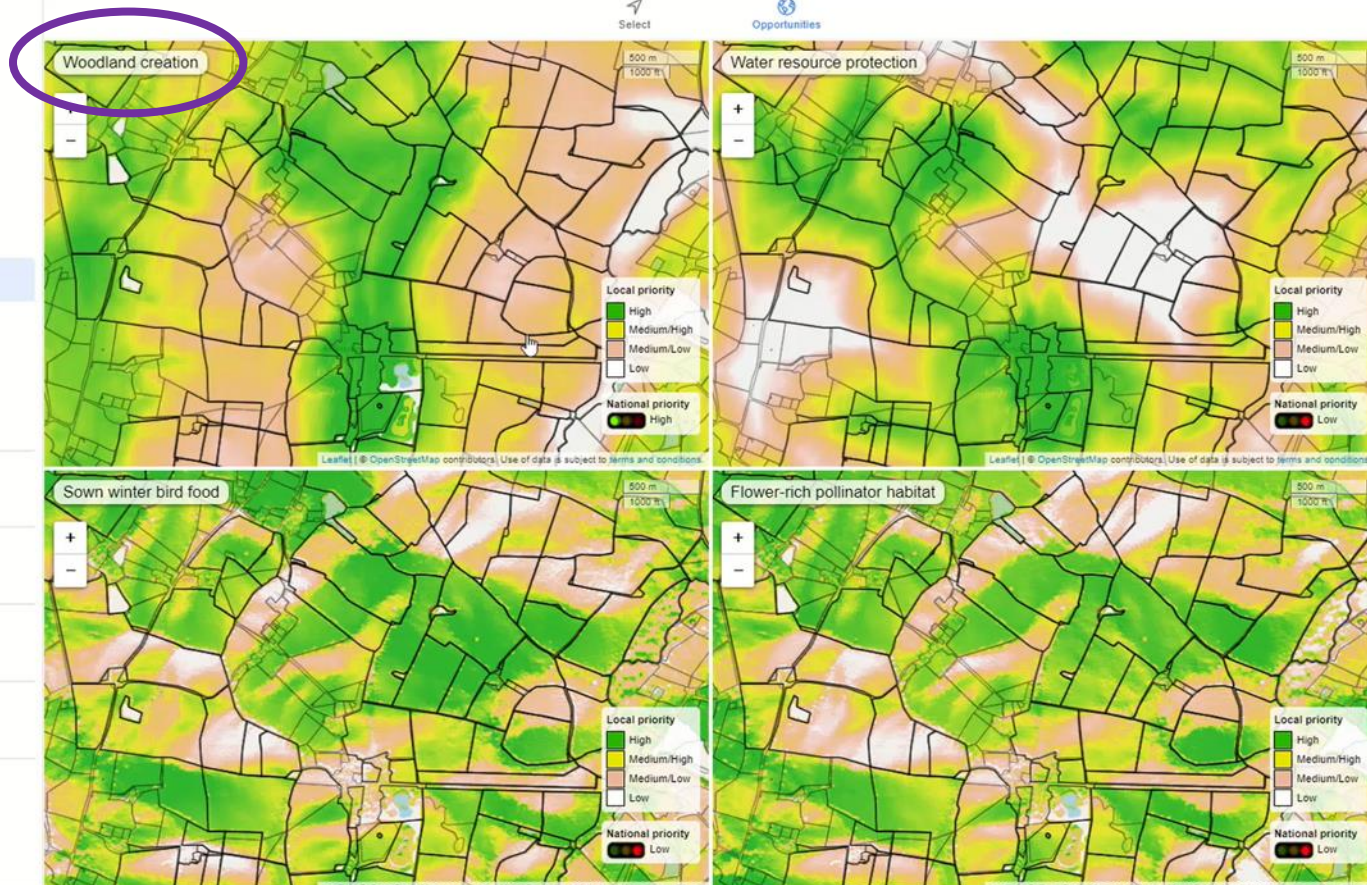 Select
Opportunities
Woodland creation
500 m
1000 ft
+
−
Local priority
High
Medium/High
Medium/Low
Low
National priority
High
Leaflet | © OpenStreetMap contributors. Use of data is subject to terms and conditions.
Water resource protection
500 m
1000 ft
+
−
Local priority
High
Medium/High
Medium/Low
Low
National priority
Low
Leaflet | © OpenStreetMap contributors. Use of data is subject to terms and conditions
Sown winter bird food
500 m
1000 ft
+
−
Local priority
High
Medium/High
Medium/Low
Low
National priority
Low
Flower-rich pollinator habitat
500 m
1000 ft
+
−
Local priority
High
Medium/High
Medium/Low
Low
National priority
Low